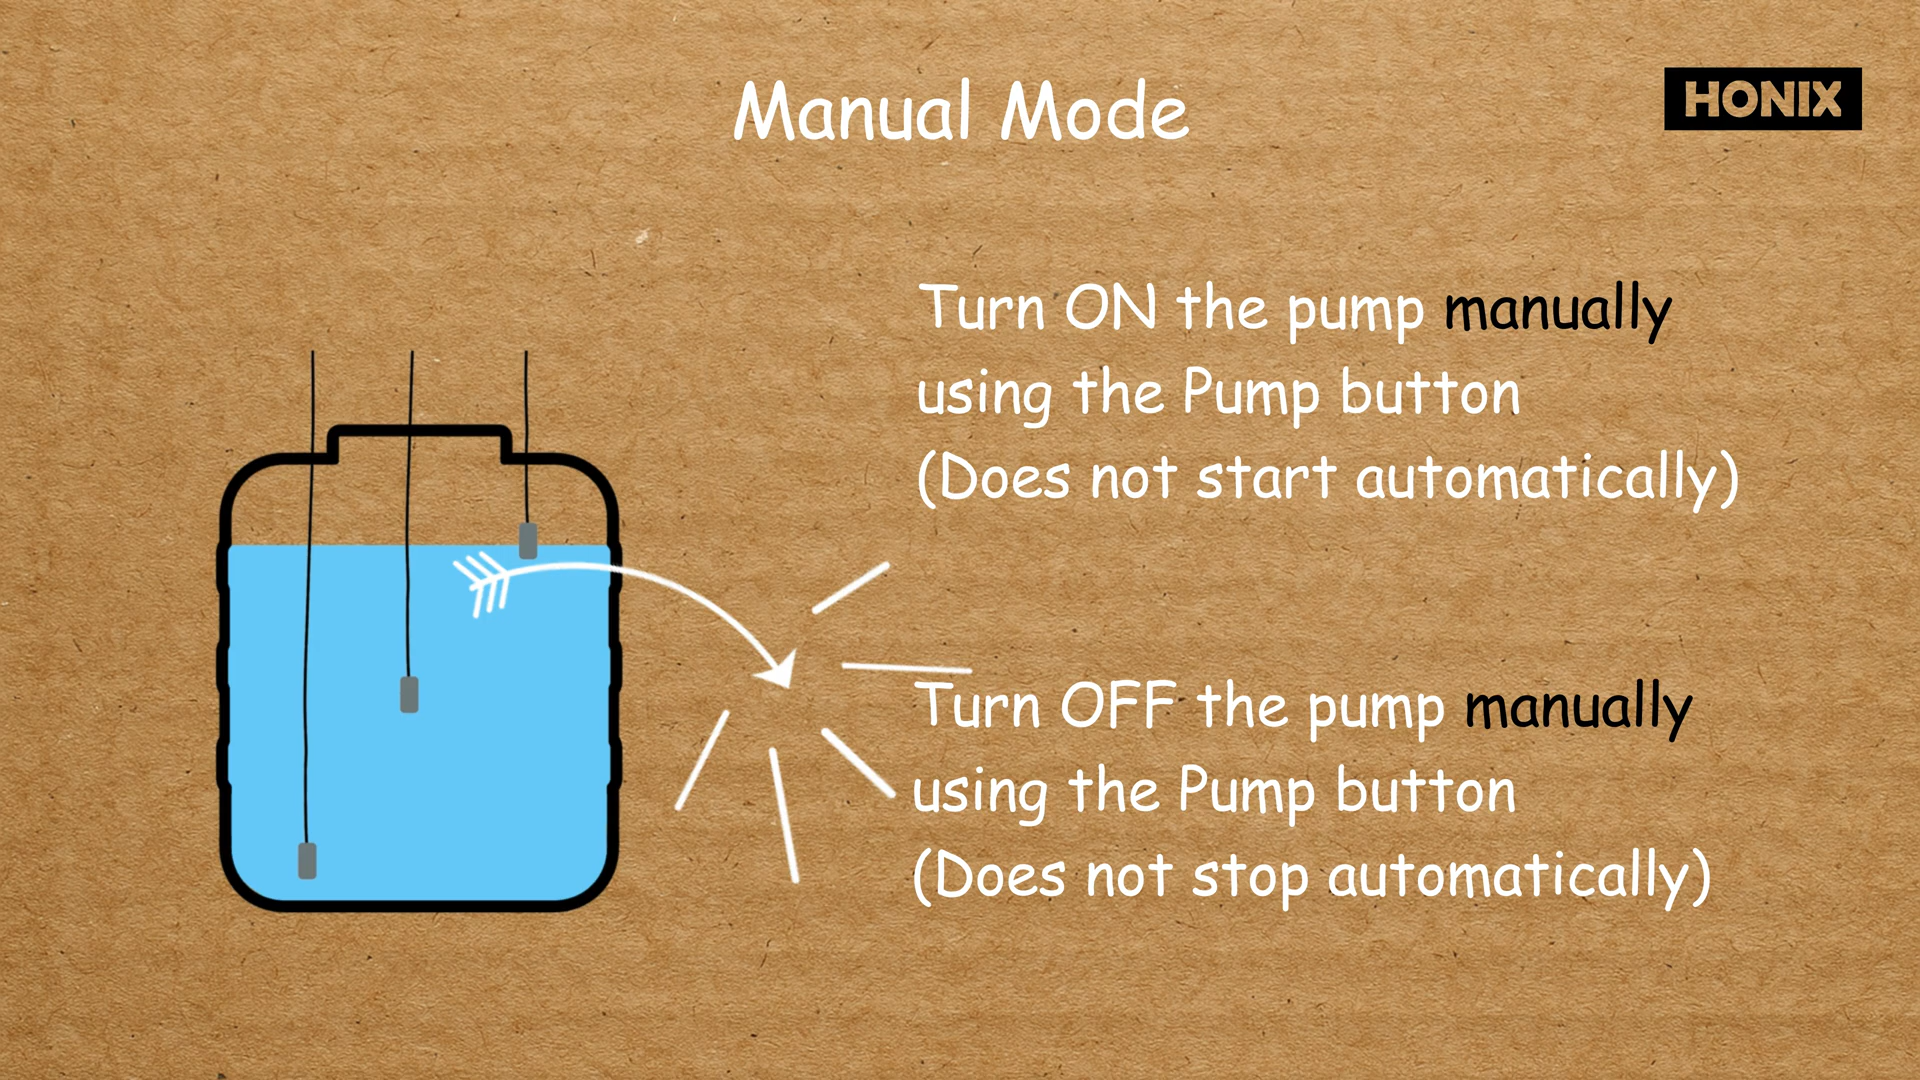 Manual Mode
HONIX
Turn ON the pump manually
using the Pump button
(Does not start automatically)
Turn OFF the pump manually
using the Pump button
(Does not stop automatically)